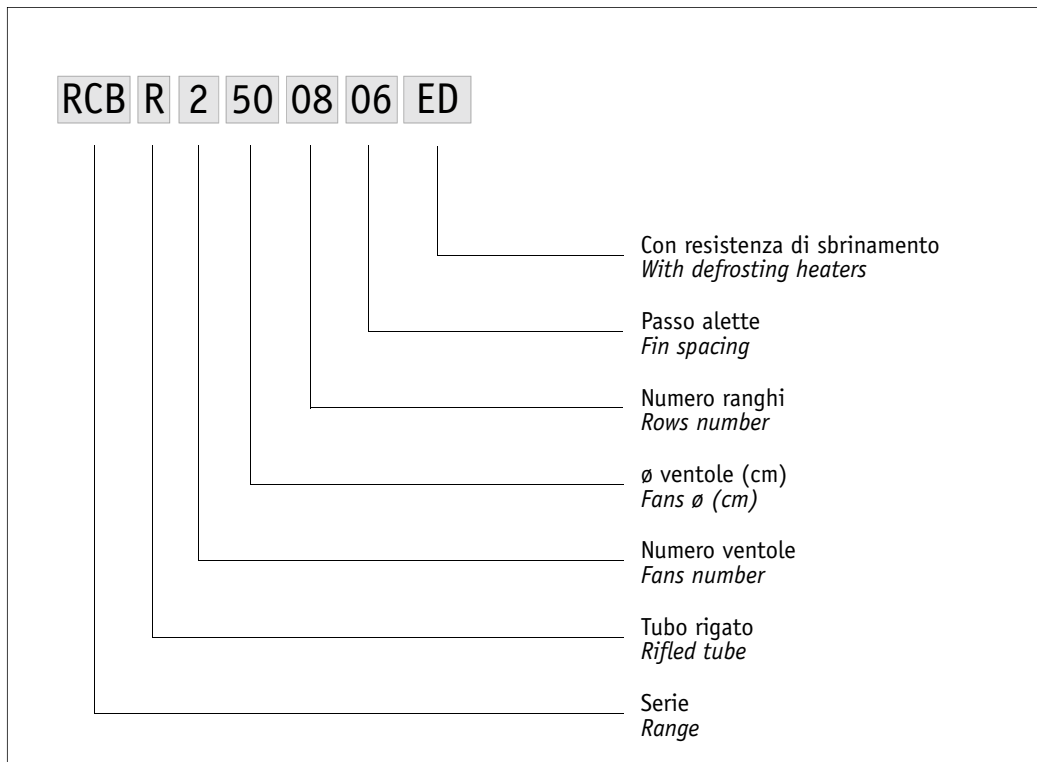 RCB R 2 50 08 06 ED
Con resistenza di sbrinamento
With defrosting heaters
Passo alette
Fin spacing
Numero ranghi
Rows number
ø ventole (cm)
Fans ø (cm)
Numero ventole
Fans number
Tubo rigato
Rifled tube
Serie
Range